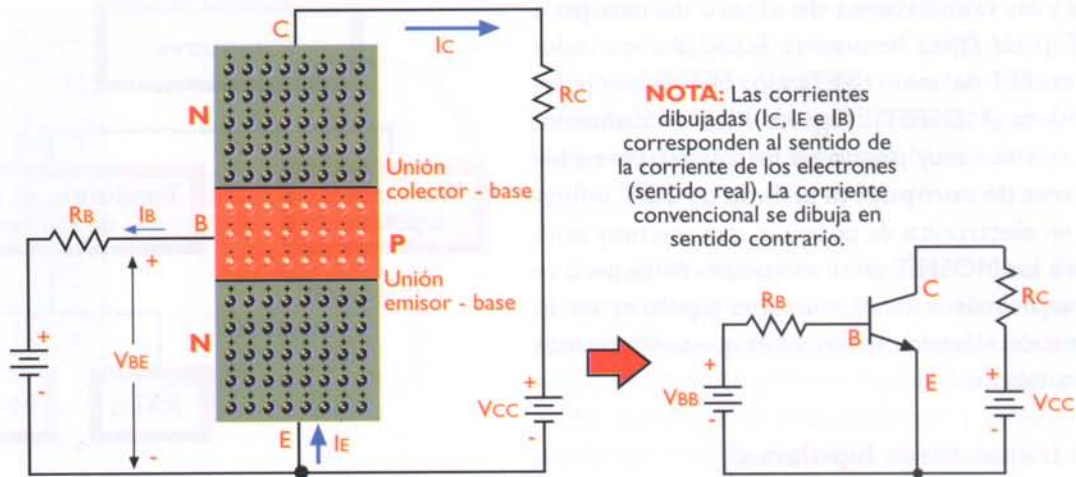 C
IC
N
RC
Unión
colector - base
RB
IB
B
P
+
+
VBE
Unión
emisor - base
N
-
-
+
VCC
-
E
IE
NOTA: Las corrientes
dibujadas (IC, IE e IB)
corresponden al sentido de
la corriente de los electrones
(sentido real). La corriente
convencional se dibuja en
sentido contrario.
RB
C
RC
B
E
+
VBB
-
+
VCC
-